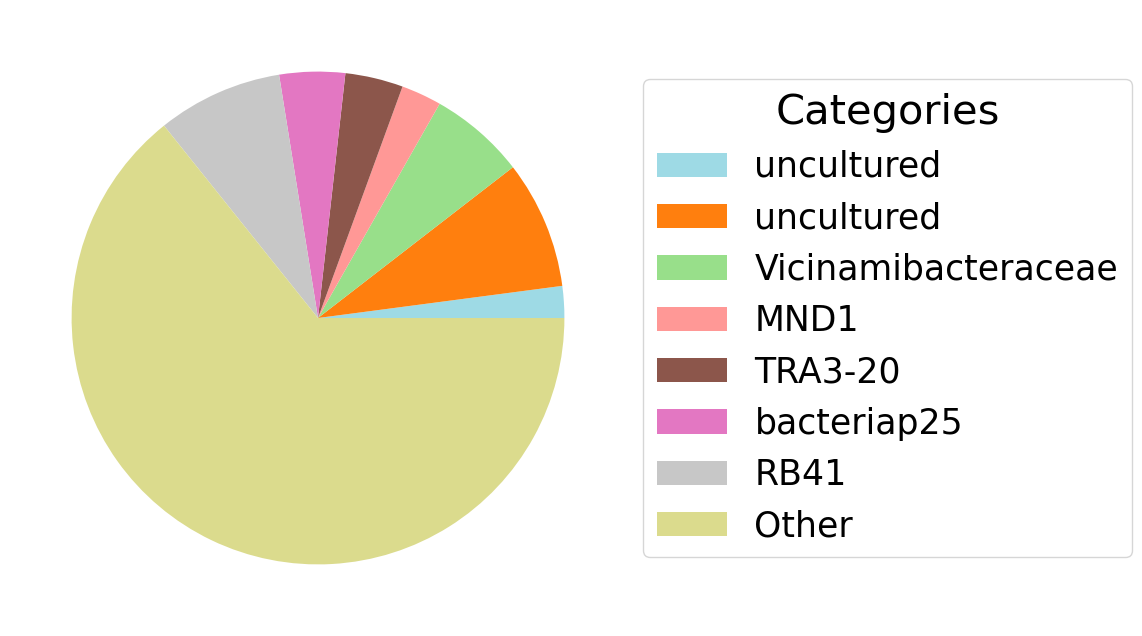 Categories
uncultured
uncultured
Vicinamibacteraceae
MND1
TRA3-20
bacteriap25
RB41
Other